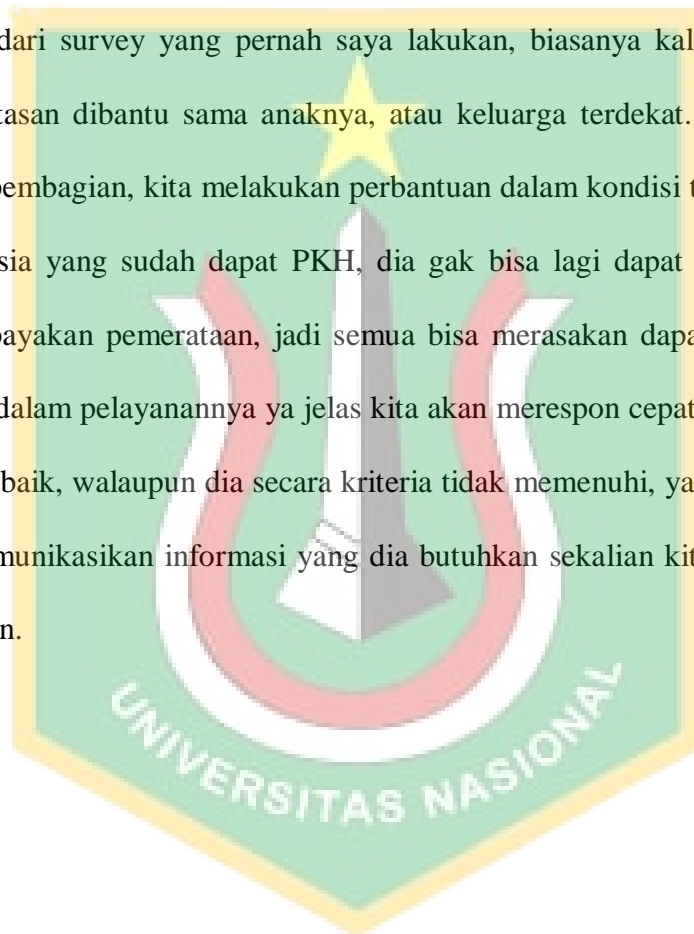 dari survey yang pernah saya lakukan, biasanya kal
tasan dibantu sama anaknya, atau keluarga terdekat.
pembagian, kita melakukan perbantuan dalam kondisi t
sia yang sudah dapat PKH, dia gak bisa lagi dapat
payakan pemerataan, jadi semua bisa merasakan dapa
dalam pelayanannya ya jelas kita akan merespon cepat
baik, walaupun dia secara kriteria tidak memenuhi, ya
munikasikan informasi yang dia butuhkan sekalian kit
n.
UNIVERSITAS NASIONAL